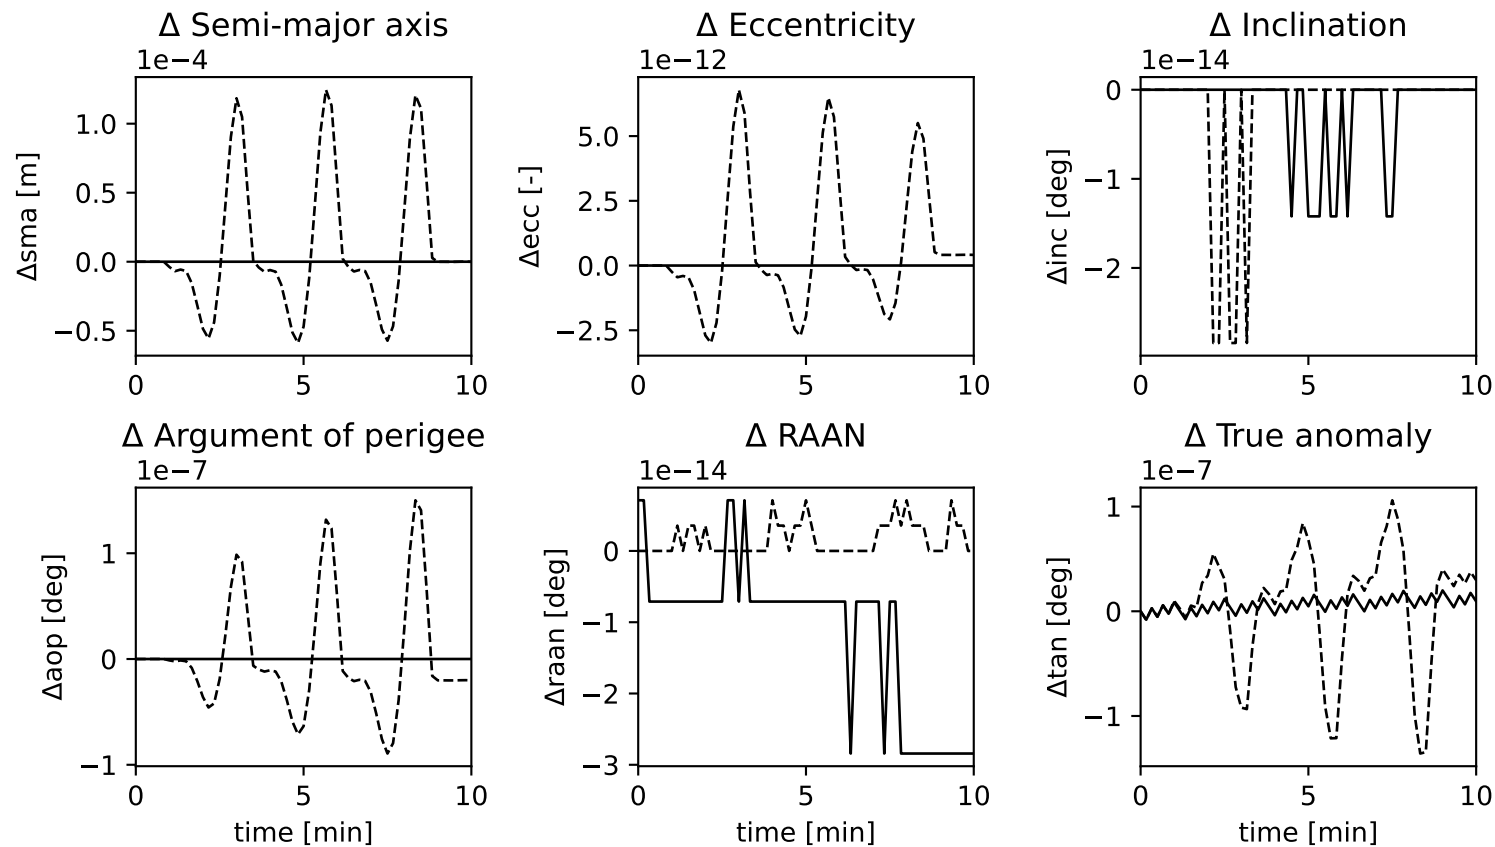 Δ Semi-major axis
1e−4
Δsma [m]
1.0
0.5
0.0
−0.5
0 5 10
Δ Eccentricity
1e−12
Δecc [-]
5.0
2.5
0.0
−2.5
0 5 10
Δ Inclination
1e−14
Δinc [deg]
0
−1
−2
0 5 10
Δ Argument of perigee
1e−7
Δaop [deg]
1
0
−1
0 5 10
time [min]
Δ RAAN
1e−14
Δraan [deg]
0
−1
−2
−3
0 5 10
time [min]
Δ True anomaly
1e−7
Δtan [deg]
1
0
−1
0 5 10
time [min]